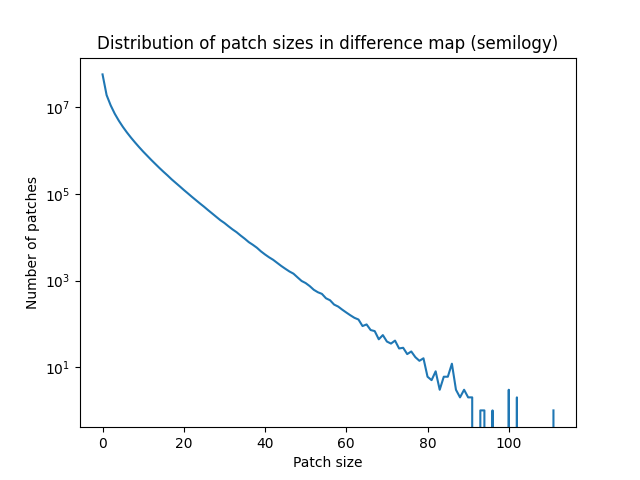 Distribution of patch sizes in difference map (semilogy)
Number of patches
10^7
10^5
10^3
10^1
0 20 40 60 80 100
Patch size